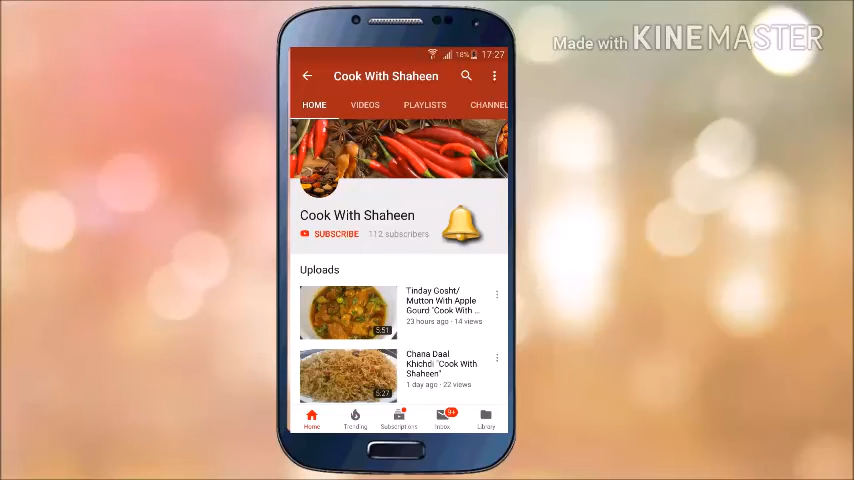 Made with KINEMASTER
18% 17:27
Cook With Shaheen
HOME VIDEOS PLAYLISTS CHANNEL
Cook With Shaheen
SUBSCRIBE 112 subscribers
Uploads
Tinday Gosht/
Mutton With Apple
Gourd "Cook With ...
23 hours ago · 14 views
5:51
Chana Daal
Khichdi "Cook With
Shaheen"
1 day ago · 22 views
5:27
9+
Home Trending Subscriptions Inbox Library